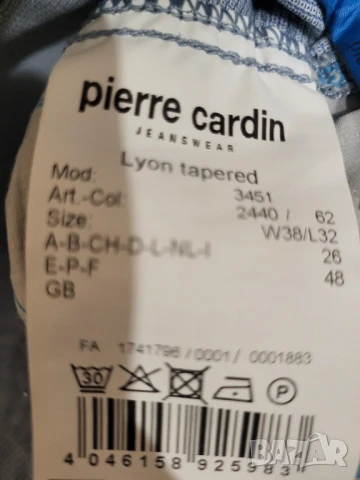 pierre cardin
JEANSWEAR
Mod: Lyon tapered
Art.-Col: 3451
Size: 2440 / 62
A-B-CH-D-L-NL-I W38/L32
E-P-F 26
GB 48
FA 1741796 /0001/ 0001883
30 P
4 046158 925983
BAZAR